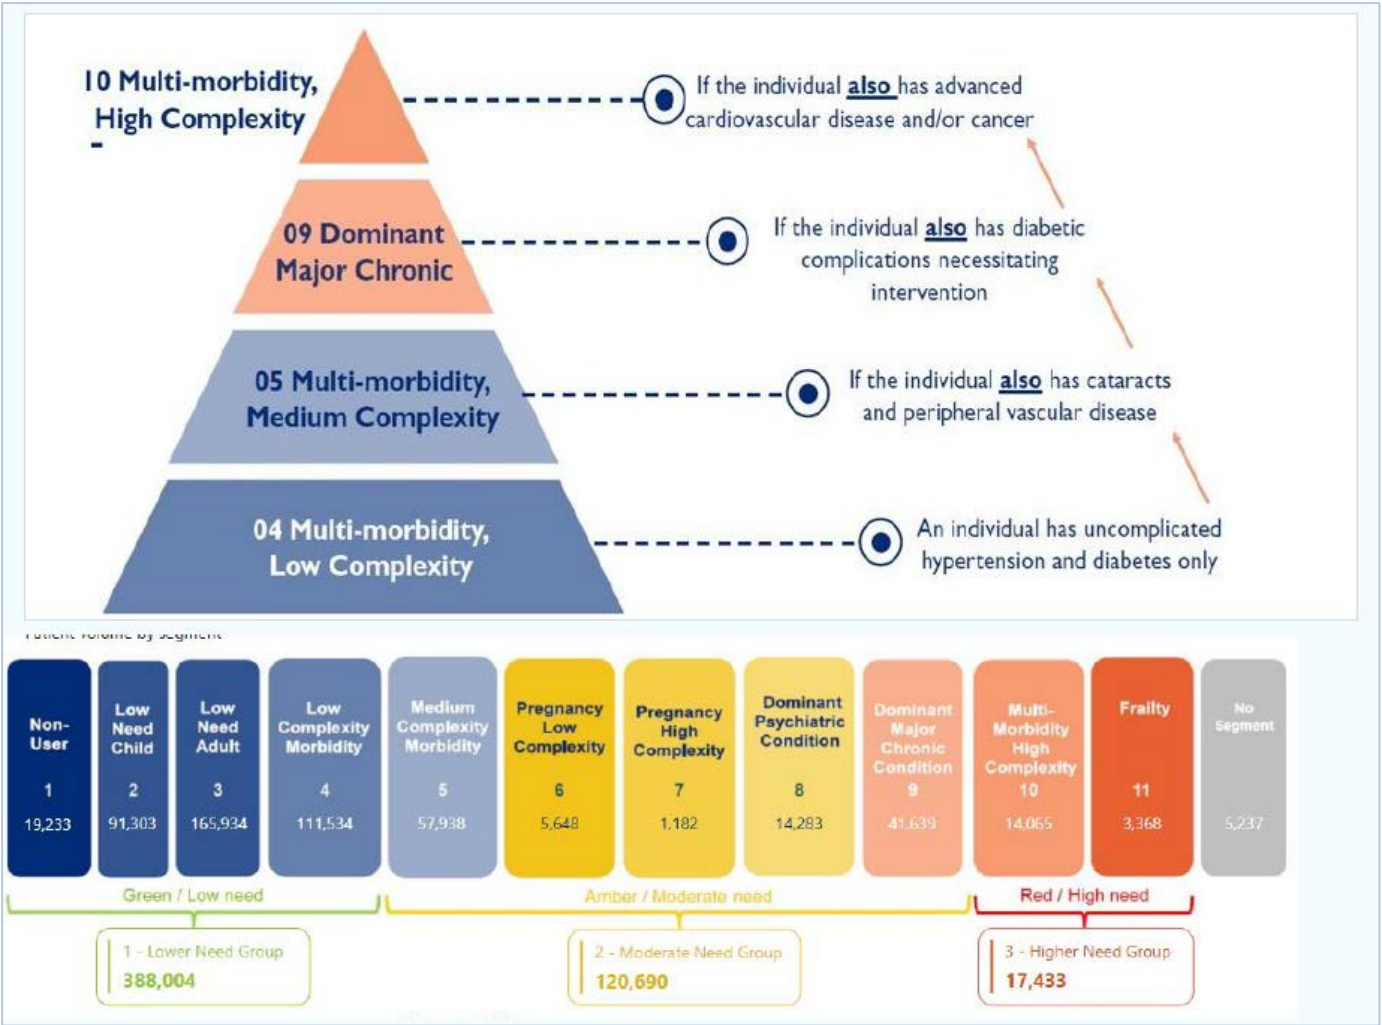 10 Multi-morbidity,
High Complexity
If the individual also has advanced
cardiovascular disease and/or cancer
09 Dominant
Major Chronic
If the individual also has diabetic
complications necessitating
intervention
05 Multi-morbidity,
Medium Complexity
If the individual also has cataracts
and peripheral vascular disease
04 Multi-morbidity,
Low Complexity
An individual has uncomplicated
hypertension and diabetes only
Patient volume by segment
Non-
User
1
19,233
Low
Need
Child
2
91,303
Low
Need
Adult
3
165,934
Low
Complexity
Morbidity
4
111,534
Medium
Complexity
Morbidity
5
57,938
Pregnancy
Low
Complexity
6
5,648
Pregnancy
High
Complexity
7
1,182
Dominant
Psychiatric
Condition
8
14,283
Dominant
Major
Chronic
Condition
9
41,639
Multi-
Morbidity
High
Complexity
10
14,065
Frailty
11
3,368
No
Segment
5,237
Green / Low need
Amber / Moderate need
Red / High need
1 - Lower Need Group
388,004
2 - Moderate Need Group
120,690
3 - Higher Need Group
17,433